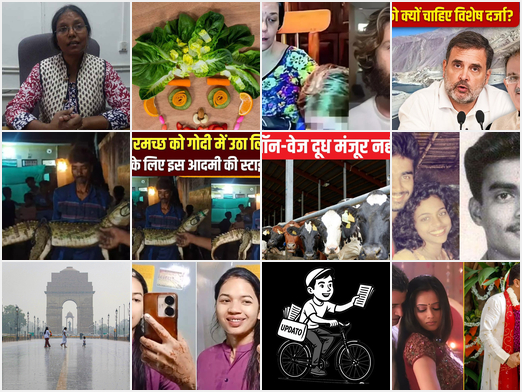 क्यों चाहिए विशेष दर्जा?
रमच्छ को गोदी में उठा लि
के लिए इस आदमी की स्टाइ
ॉन-वेज दूध मंजूर नह
UPDATO